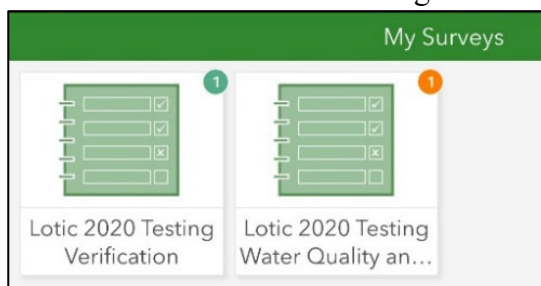 My Surveys
1
1
Lotic 2020 Testing
Verification
Lotic 2020 Testing
Water Quality an...